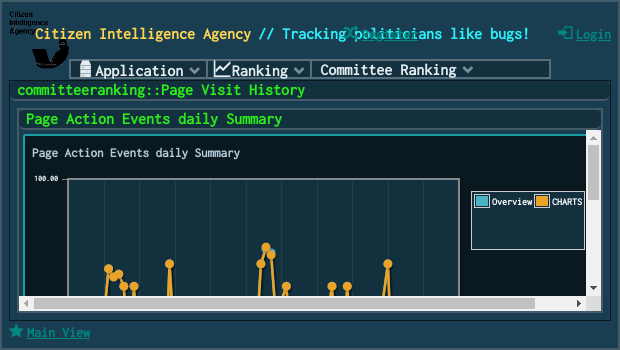 Citizen
Intelligence
Agency
Citizen Intelligence Agency // Tracking politicians like bugs!
Register
Login
Application
Ranking
Committee Ranking
committeeranking::Page Visit History
Page Action Events daily Summary
Page Action Events daily Summary
100.00
Overview
CHARTS
Main View